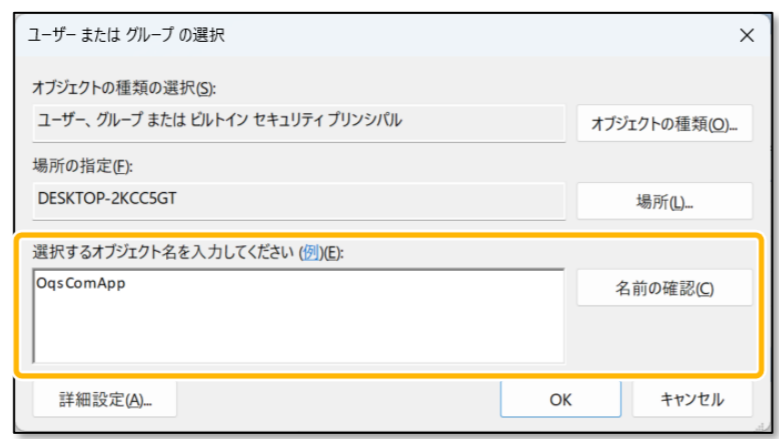 ユーザー または グループ の選択
オブジェクトの種類の選択(S):
ユーザー、グループ または ビルトイン セキュリティ プリンシパル
オブジェクトの種類(O)...
場所の指定(F):
DESKTOP-2KCC5GT
場所(L)...
選択するオブジェクト名を入力してください (例)(E):
OqsComApp
名前の確認(C)
詳細設定(A)...
OK
キャンセル